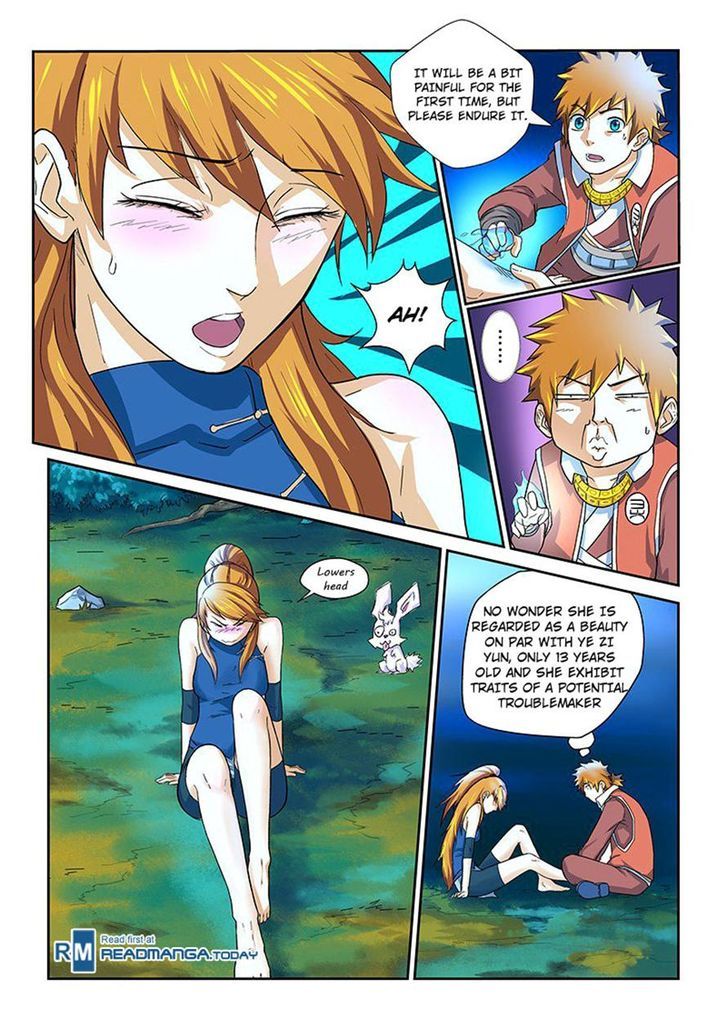 IT WILL BE A BIT
PAINFUL FOR THE
FIRST TIME, BUT
PLEASE ENDURE IT.
AH!
......
灵
Lowers
head
NO WONDER SHE IS
REGARDED AS A BEAUTY
ON PAR WITH YE ZI
YUN, ONLY 13 YEARS
OLD AND SHE EXHIBIT
TRAITS OF A POTENTIAL
TROUBLEMAKER
RM
Read first at
READMANGA.TODAY